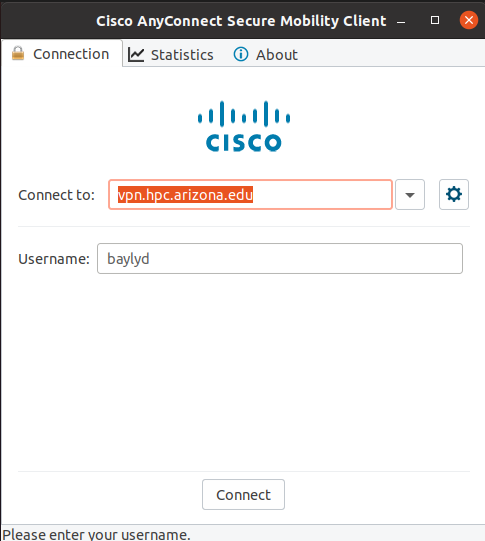 Cisco AnyConnect Secure Mobility Client
Connection Statistics About
CISCO
Connect to: vpn.hpc.arizona.edu
Username: baylyd
Connect
Please enter your username.